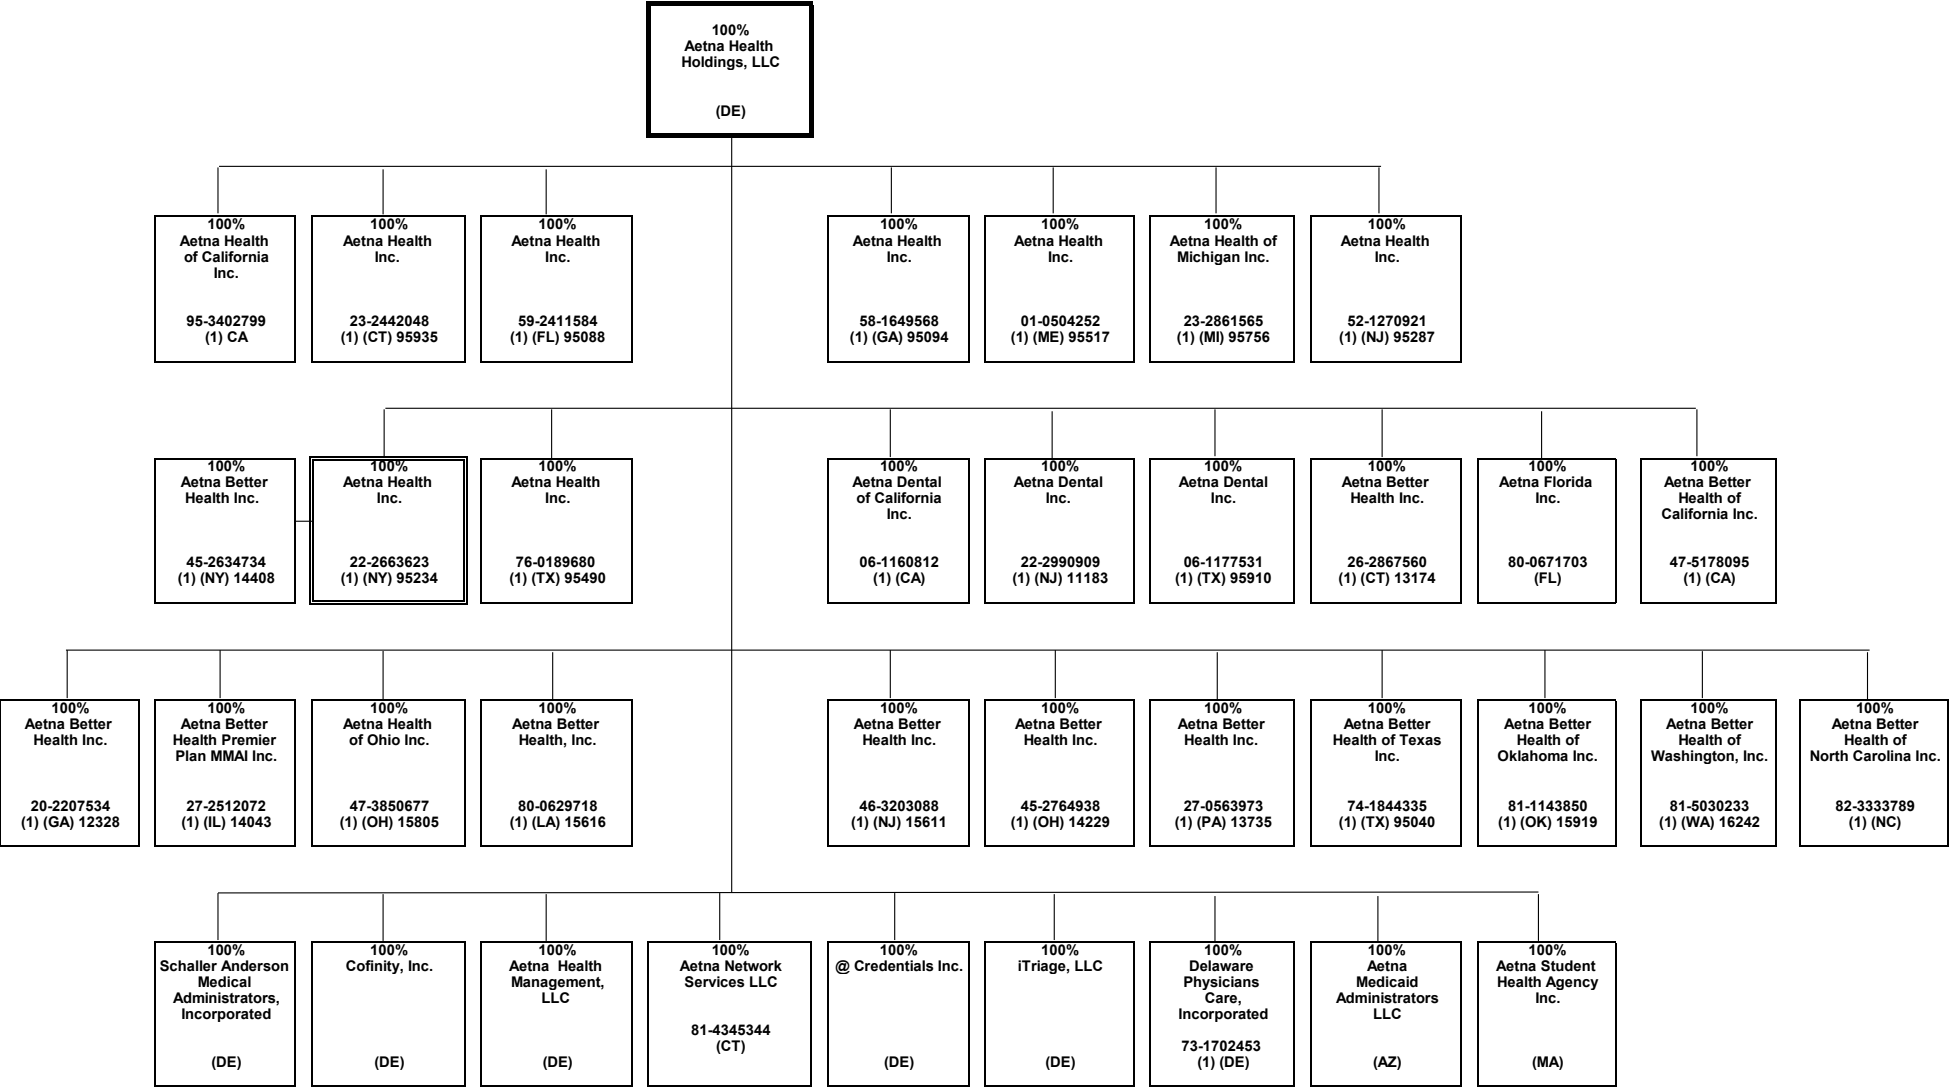 100%
Aetna Health
Holdings, LLC
(DE)
100%
Aetna Health
of California
Inc.
95-3402799
(1) CA
100%
Aetna Health
Inc.
23-2442048
(1) (CT) 95935
100%
Aetna Health
Inc.
59-2411584
(1) (FL) 95088
100%
Aetna Health
Inc.
58-1649568
(1) (GA) 95094
100%
Aetna Health
Inc.
01-0504252
(1) (ME) 95517
100%
Aetna Health of
Michigan Inc.
23-2861565
(1) (MI) 95756
100%
Aetna Health
Inc.
52-1270921
(1) (NJ) 95287
100%
Aetna Better
Health Inc.
45-2634734
(1) (NY) 14408
100%
Aetna Health
Inc.
22-2663623
(1) (NY) 95234
100%
Aetna Health
Inc.
76-0189680
(1) (TX) 95490
100%
Aetna Dental
of California
Inc.
06-1160812
(1) (CA)
100%
Aetna Dental
Inc.
22-2990909
(1) (NJ) 11183
100%
Aetna Dental
Inc.
06-1177531
(1) (TX) 95910
100%
Aetna Better
Health Inc.
26-2867560
(1) (CT) 13174
100%
Aetna Florida
Inc.
80-0671703
(FL)
100%
Aetna Better
Health of
California Inc.
47-5178095
(1) (CA)
100%
Aetna Better
Health Inc.
20-2207534
(1) (GA) 12328
100%
Aetna Better
Health Premier
Plan MMAI Inc.
27-2512072
(1) (IL) 14043
100%
Aetna Health
of Ohio Inc.
47-3850677
(1) (OH) 15805
100%
Aetna Better
Health, Inc.
80-0629718
(1) (LA) 15616
100%
Aetna Better
Health Inc.
46-3203088
(1) (NJ) 15611
100%
Aetna Better
Health Inc.
45-2764938
(1) (OH) 14229
100%
Aetna Better
Health Inc.
27-0563973
(1) (PA) 13735
100%
Aetna Better
Health of Texas
Inc.
74-1844335
(1) (TX) 95040
100%
Aetna Better
Health of
Oklahoma Inc.
81-1143850
(1) (OK) 15919
100%
Aetna Better
Health of
Washington, Inc.
81-5030233
(1) (WA) 16242
100%
Aetna Better
Health of
North Carolina Inc.
82-3333789
(1) (NC)
100%
Schaller Anderson
Medical
Administrators,
Incorporated
(DE)
100%
Cofinity, Inc.
(DE)
100%
Aetna Health
Management,
LLC
(DE)
100%
Aetna Network
Services LLC
81-4345344
(CT)
100%
@ Credentials Inc.
(DE)
100%
iTriage, LLC
(DE)
100%
Delaware
Physicians
Care,
Incorporated
73-1702453
(1) (DE)
100%
Aetna
Medicaid
Administrators
LLC
(AZ)
100%
Aetna Student
Health Agency
Inc.
(MA)